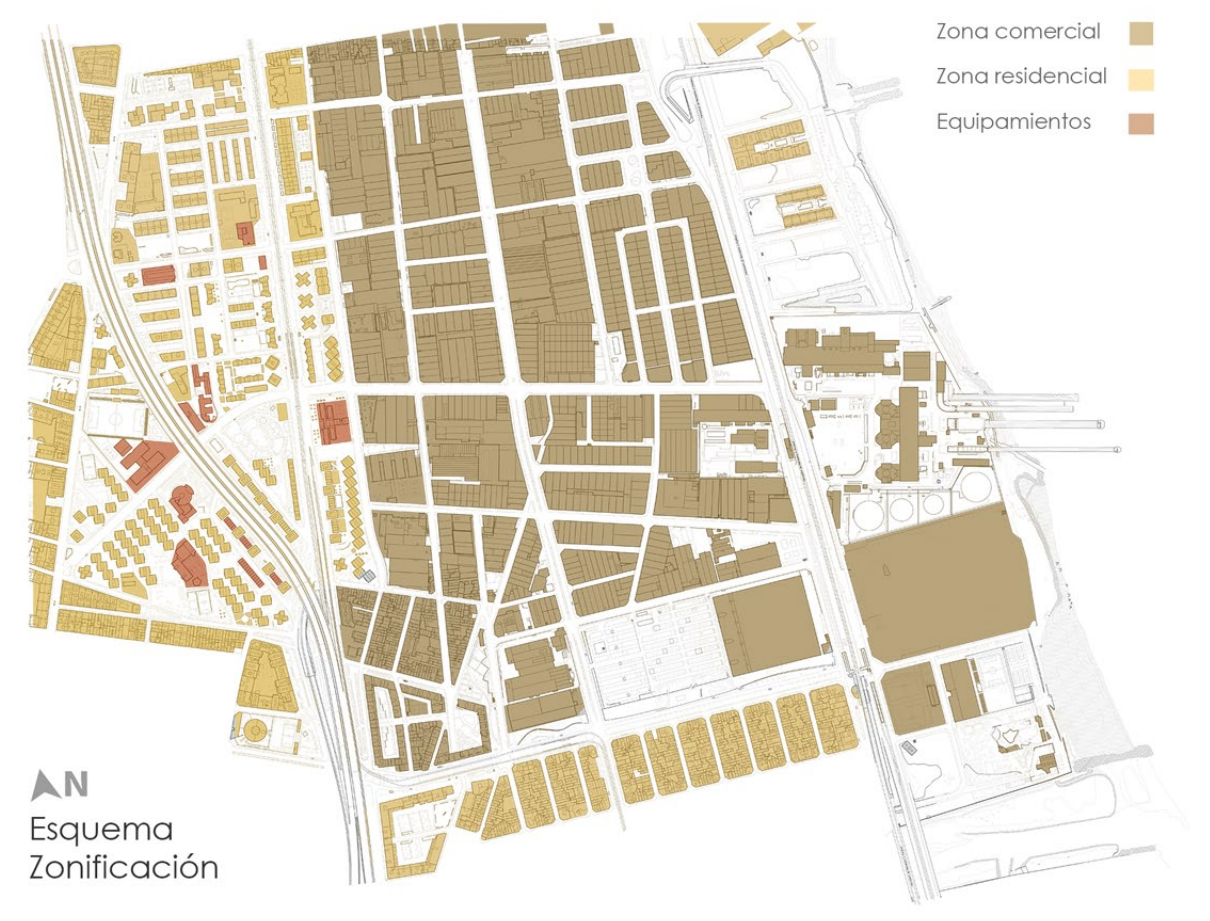 Zona comercial
Zona residencial
Equipamientos
N
Esquema
Zonificación